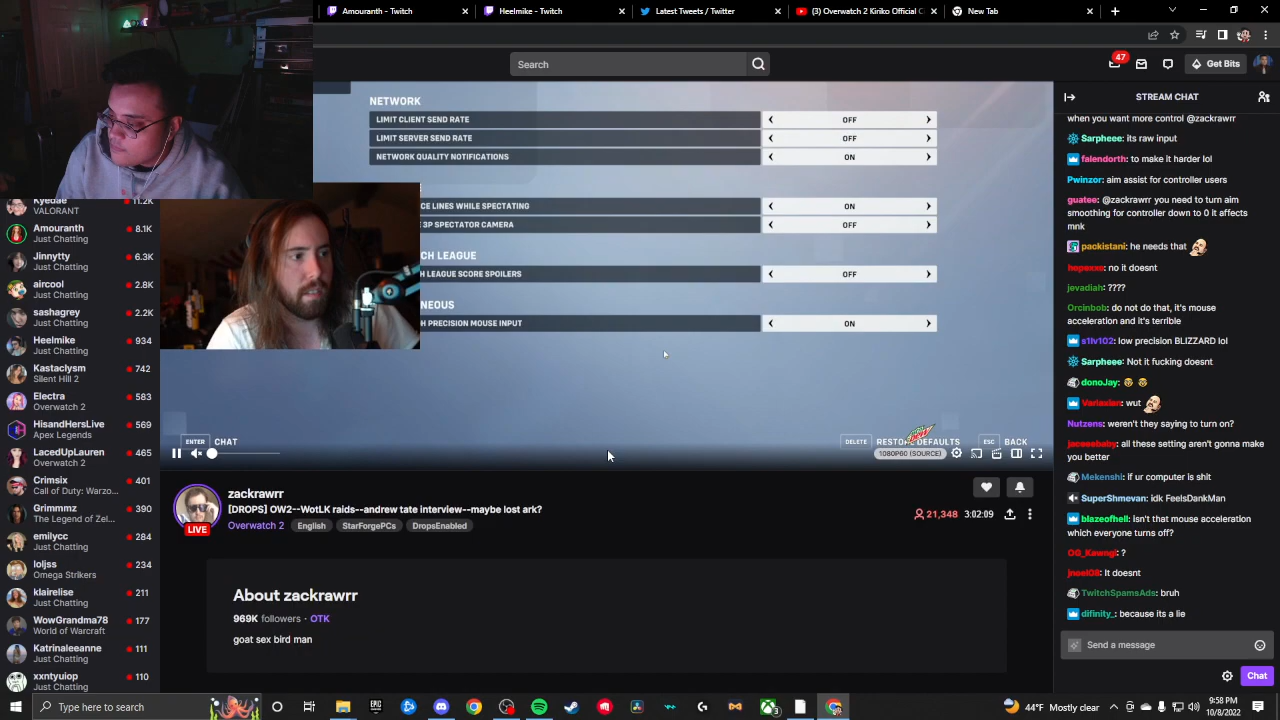 Amouranth - Twitch
Melkie - Twitch
Latest Tweets / Twitter
(3) Overwatch 2 Kiriko Official C
New Tab
Search
47
Get Bits
NETWORK
LIMIT CLIENT SEND RATE
OFF
LIMIT SERVER SEND RATE
OFF
NETWORK QUALITY NOTIFICATIONS
ON
CE LINES WHILE SPECTATING
ON
3P SPECTATOR CAMERA
OFF
CH LEAGUE
H LEAGUE SCORE SPOILERS
OFF
NEOUS
H PRECISION MOUSE INPUT
ON
ENTER CHAT
DELETE RESTORE DEFAULTS
ESC BACK
1080P60 (SOURCE)
Kyedae
11.2K
VALORANT
Amouranth
8.1K
Just Chatting
Jinnytty
6.3K
Just Chatting
aircool
2.8K
Just Chatting
sashagrey
2.2K
Just Chatting
Heelmike
934
Just Chatting
Kastaclysm
742
Silent Hill 2
Electra
583
Overwatch 2
HisandHersLive
569
Apex Legends
LacedUpLauren
465
Overwatch 2
Crimsix
401
Call of Duty: Warzo...
Grimmmz
390
The Legend of Zel...
emilycc
284
Just Chatting
loljss
234
Omega Strikers
klairelise
211
Just Chatting
WowGrandma78
177
World of Warcraft
Katrinaleeanne
111
Just Chatting
xxntyuiop
110
Just Chatting
zackrawrr
[DROPS] OW2--WotLK raids--andrew tate interview--maybe lost ark?
Overwatch 2 English StarForgePCs DropsEnabled
LIVE
21,348
3:02:09
About zackrawrr
969K followers · OTK
goat sex bird man
STREAM CHAT
when you want more control @zackrawrr
Sarpheee: its raw input
falendorth: to make it harder lol
Pwinzor: aim assist for controller users
guatee: @zackrawrr you need to turn aim
smoothing for controller down to 0 it affects
mnk
packistani: he needs that
hopexxo: no it doesnt
jevadiah: ????
Orcinbob: do not do that, it's mouse
acceleration and it's terrible
s1lv102: low precision BLIZZARD lol
Sarpheee: Not it fucking doesnt
donoJay:
Varlaxian: wut
Nutzens: weren't they saying to turn on?
jaceeebaby: all these setting aren't gonna make
you better
Mekenshi: if ur computer is shit
SuperShmevan: idk FeelsDankMan
blazeofhell: isnt that mouse acceleration
which everyone turns off?
OG_Kawngi: ?
jnoel08: It doesnt
TwitchSpamsAds: bruh
difinity_: because its a lie
Send a message
Chat
Type here to search
44°F Mostly clear
9:58 PM
10/8/2022